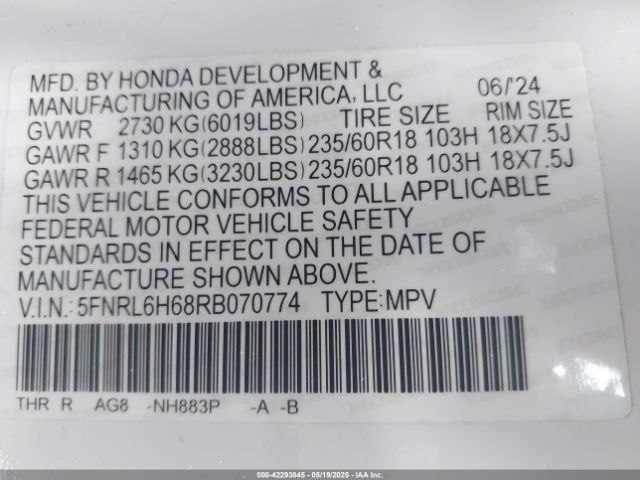 MFD. BY HONDA DEVELOPMENT &
MANUFACTURING OF AMERICA, LLC 06/'24
GVWR 2730 KG(6019LBS) TIRE SIZE RIM SIZE
GAWR F 1310 KG(2888LBS) 235/60R18 103H 18X7.5J
GAWR R 1465 KG(3230LBS) 235/60R18 103H 18X7.5J
THIS VEHICLE CONFORMS TO ALL APPLICABLE
FEDERAL MOTOR VEHICLE SAFETY
STANDARDS IN EFFECT ON THE DATE OF
MANUFACTURE SHOWN ABOVE.
V.I.N.: 5FNRL6H68RB070774 TYPE:MPV
THR R AG8 -NH883P -A -B
000-42293845 - 05/19/2025 - IAA Inc.